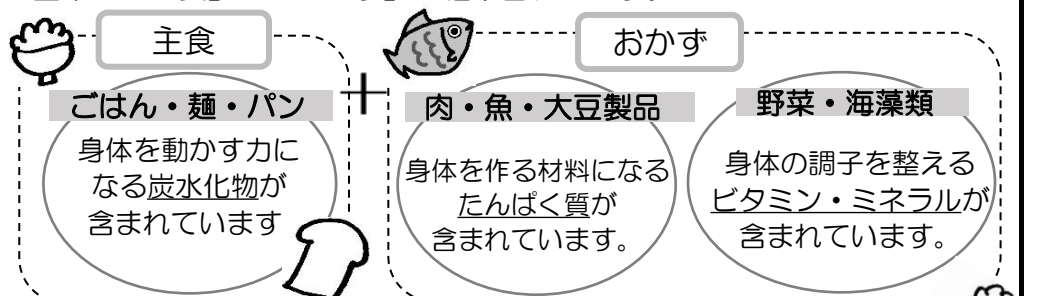 主食
ごはん・麺・パン
身体を動かす力に
なる炭水化物が
含まれています
＋
おかず
肉・魚・大豆製品
身体を作る材料になる
たんぱく質が
含まれています。
野菜・海藻類
身体の調子を整える
ビタミン・ミネラルが
含まれています。